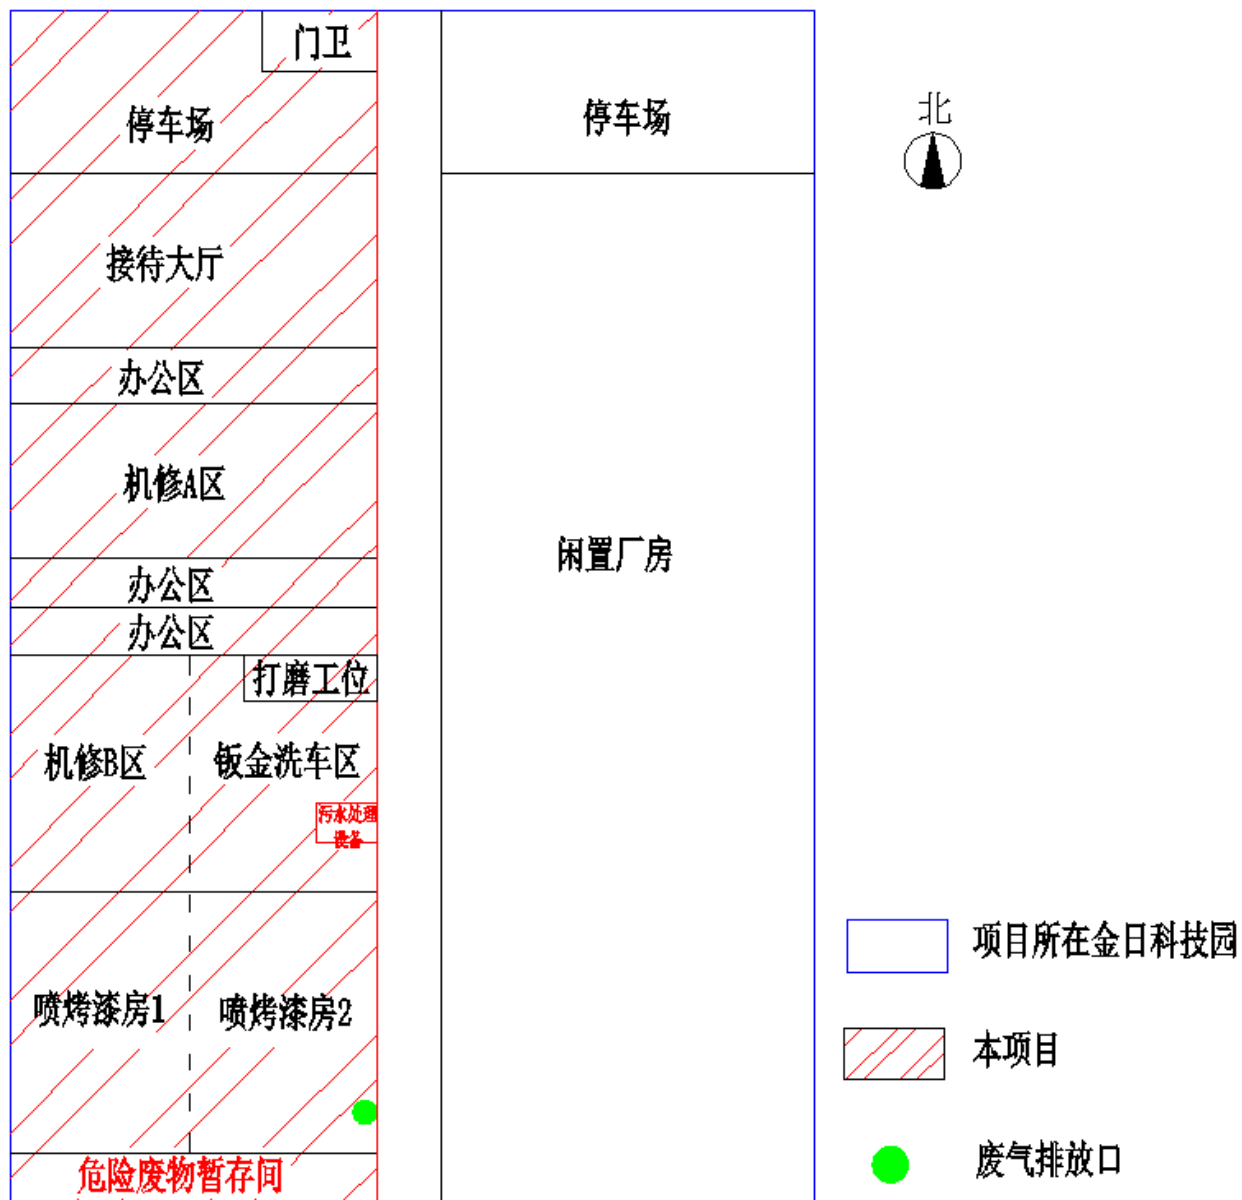 门卫
停车场
停车场
北
接待大厅
办公区
机修A区
闲置厂房
办公区
办公区
打磨工位
机修B区
钣金洗车区
污水处理
设备
项目所在金日科技园
喷烤漆房1
喷烤漆房2
本项目
废气排放口
危险废物暂存间